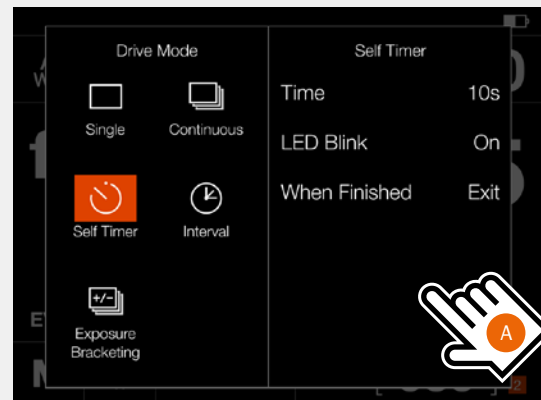 Drive Mode
Single
Continuous
Self Timer
Interval
+/-
Exposure
Bracketing
Self Timer
Time 10s
LED Blink On
When Finished Exit
A